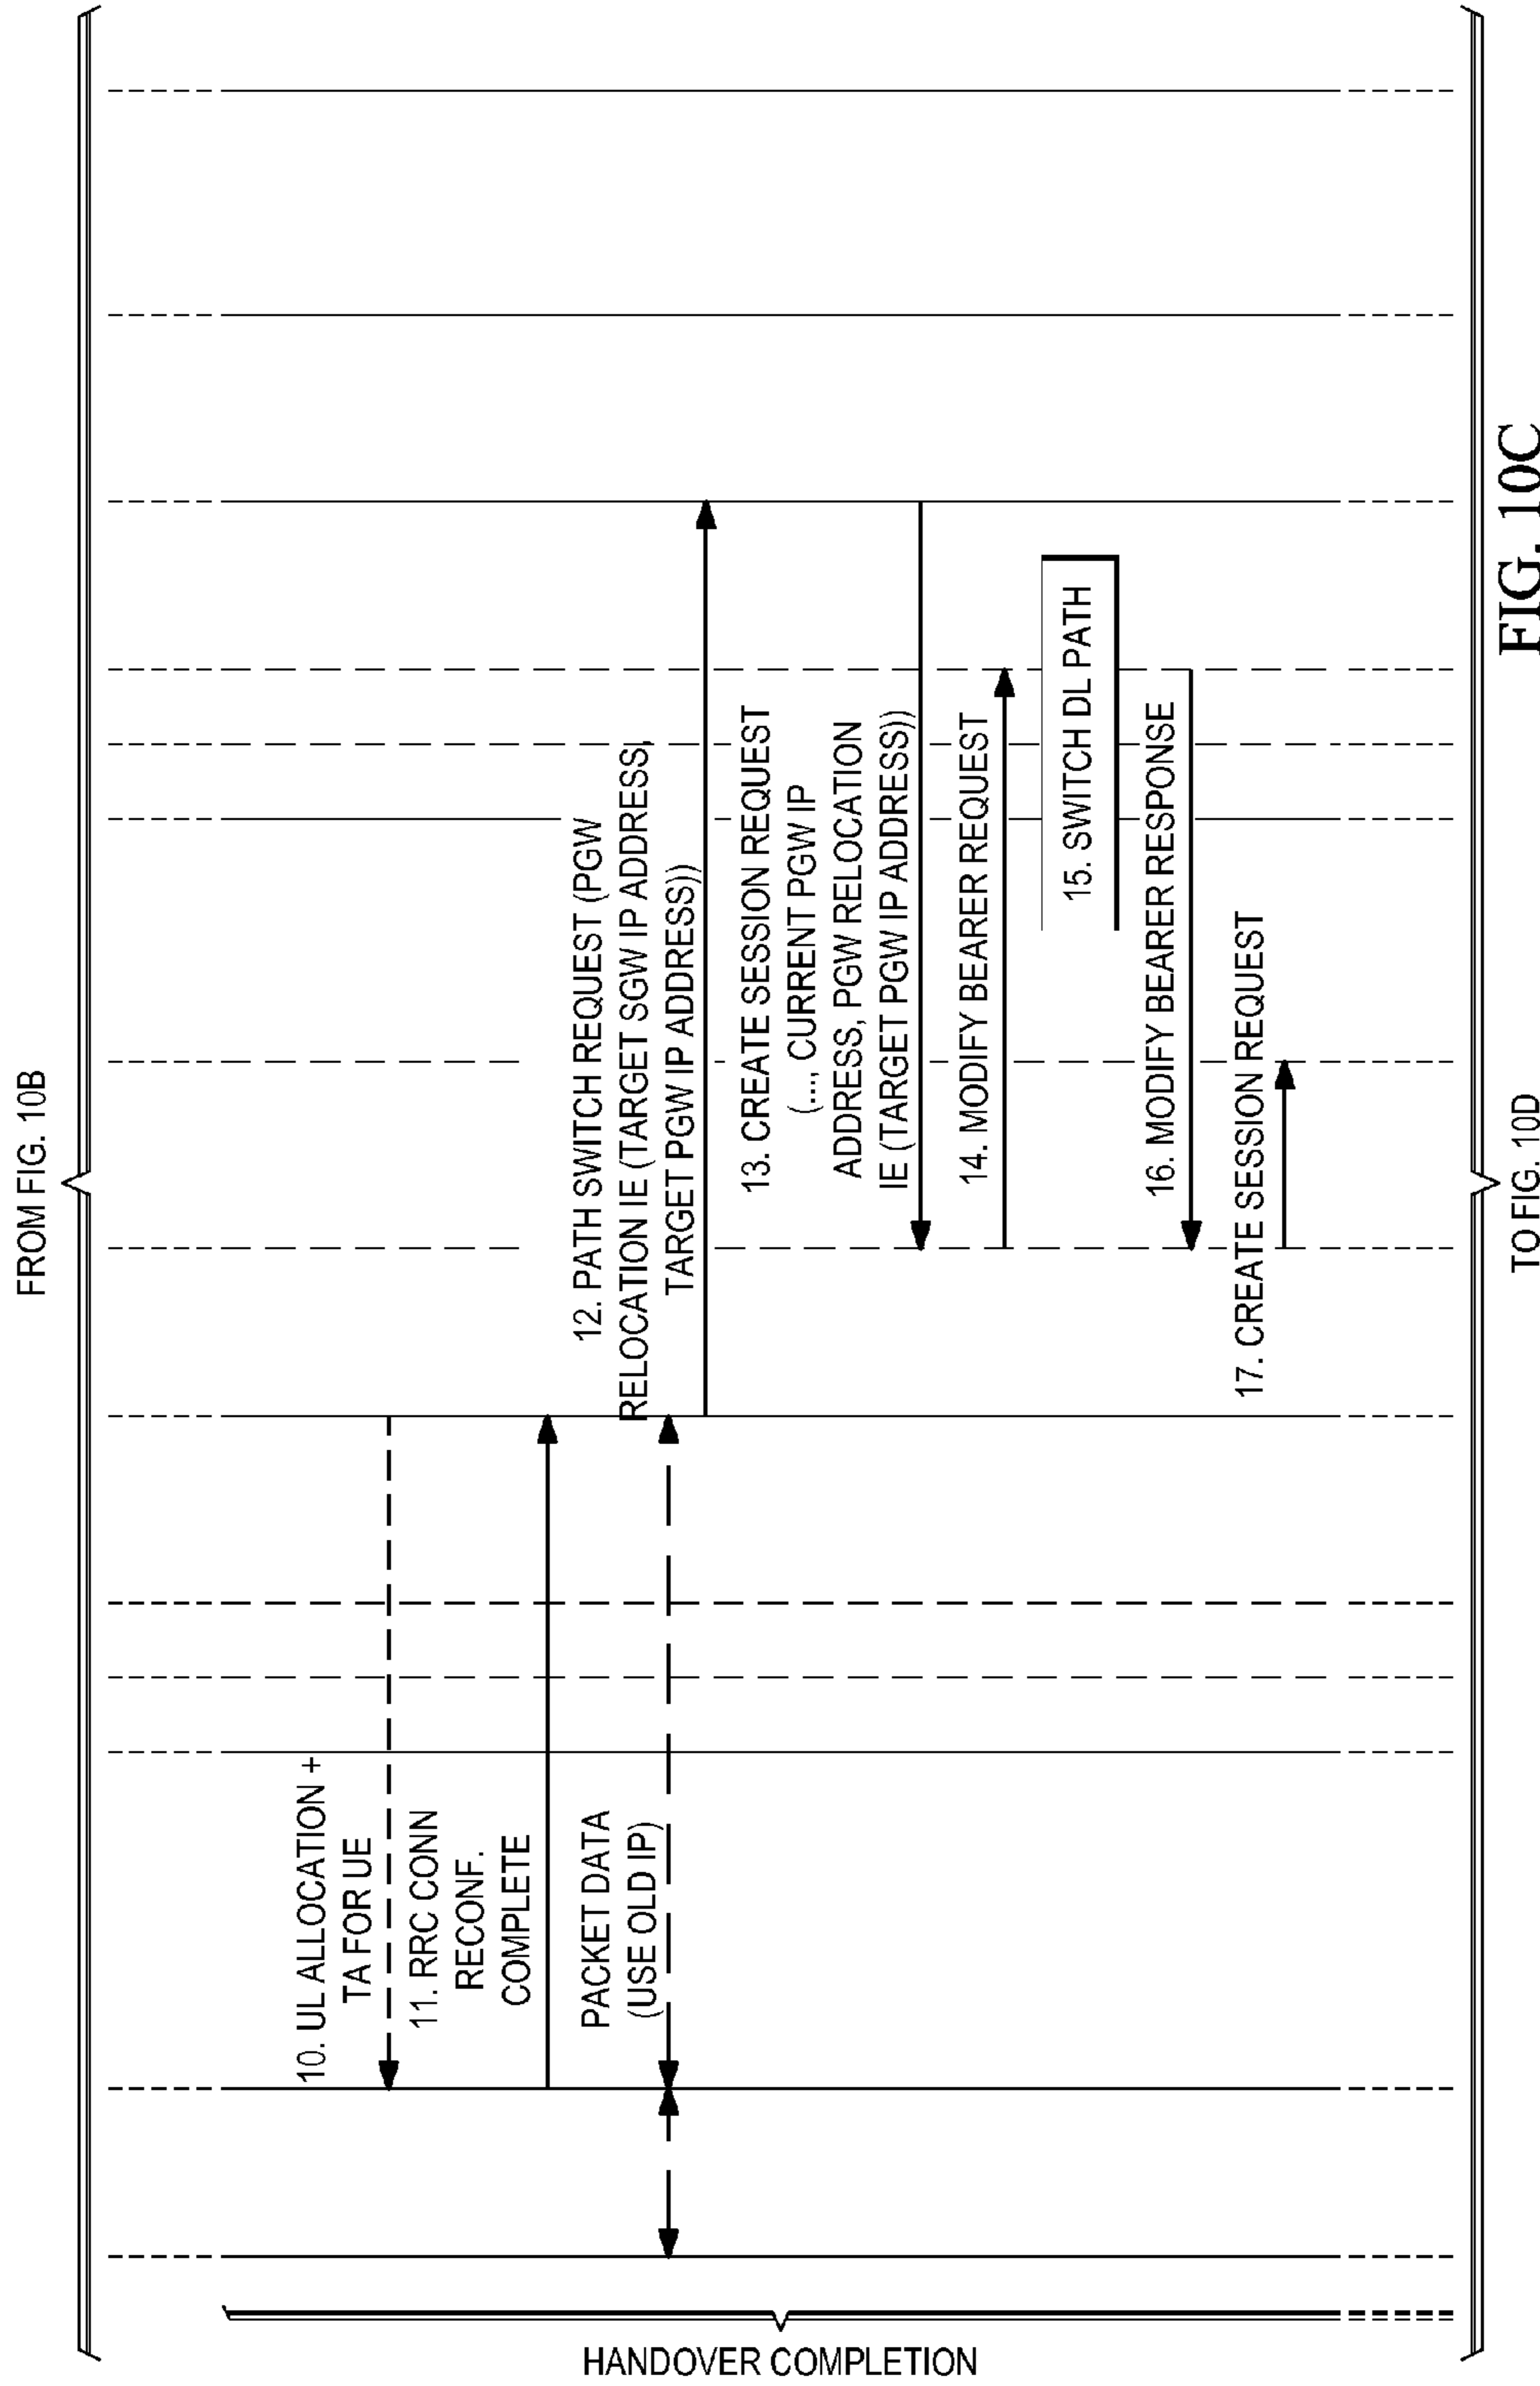 FROM FIG. 10B
10. UL ALLOCATION +
TA FOR UE
11. RRC CONN
RECONF.
COMPLETE
PACKET DATA
(USE OLD IP)
12. PATH SWITCH REQUEST (PGW
RELOCATION IE (TARGET SGW IP ADDRESS,
TARGET PGW IP ADDRESS))
13. CREATE SESSION REQUEST
(..., CURRENT PGW IP
ADDRESS, PGW RELOCATION
IE (TARGET PGW IP ADDRESS))
14. MODIFY BEARER REQUEST
15. SWITCH DL PATH
16. MODIFY BEARER RESPONSE
17. CREATE SESSION REQUEST
HANDOVER COMPLETION
TO FIG. 10D
FIG. 10C